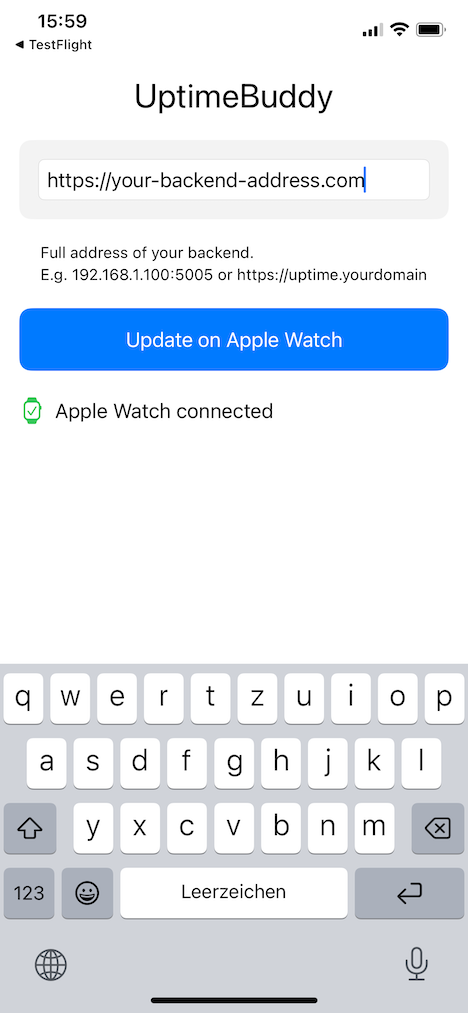 15:59
◀ TestFlight
UptimeBuddy
https://your-backend-address.com
Full address of your backend.
E.g. 192.168.1.100:5005 or https://uptime.yourdomain
Update on Apple Watch
Apple Watch connected
q w e r t z u i o p
a s d f g h j k l
y x c v b n m
123 Leerzeichen